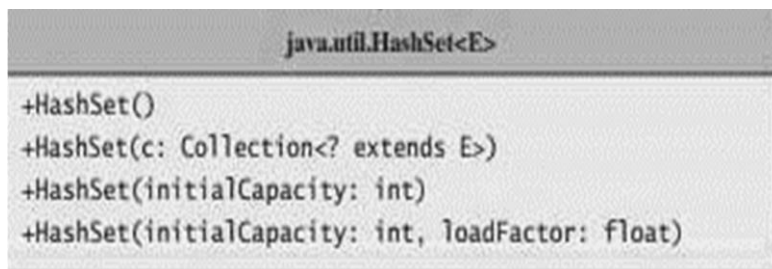 java.util.HashSet<E>
+HashSet()
+HashSet(c: Collection<? extends E>)
+HashSet(initialCapacity: int)
+HashSet(initialCapacity: int, loadFactor: float)